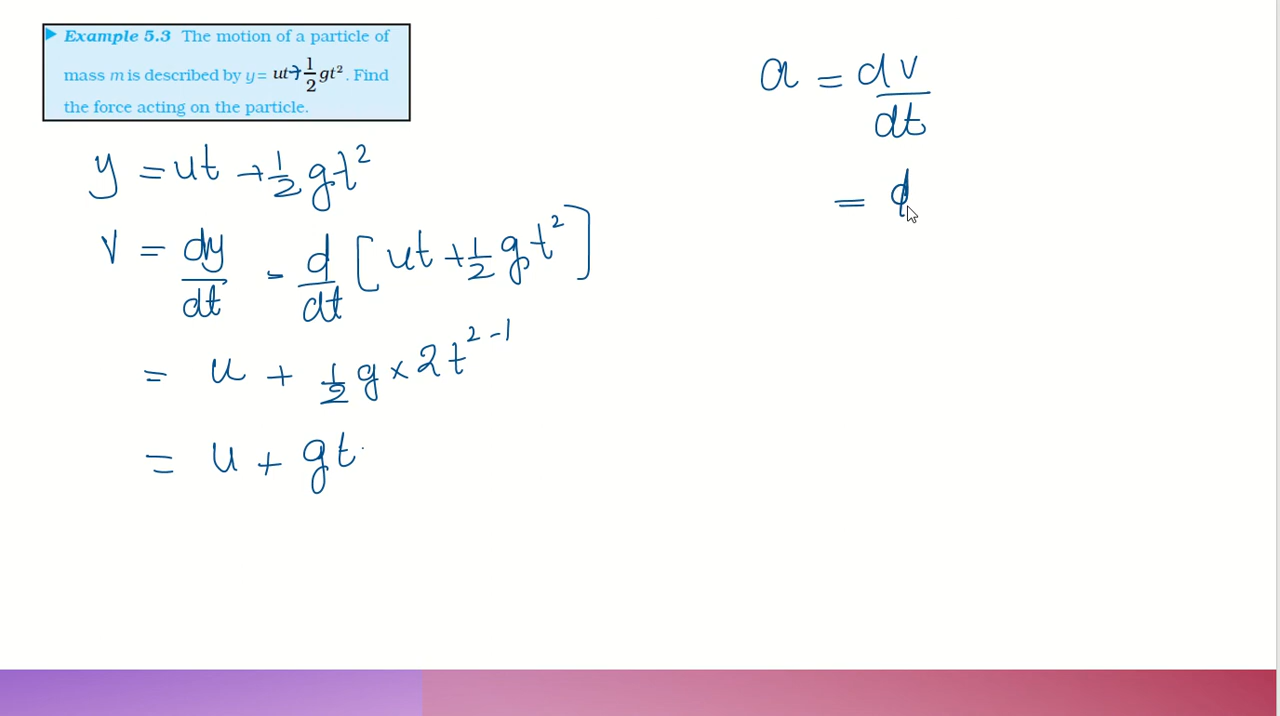 Example 5.3 The motion of a particle of
mass m is described by y = ut + 1/2 gt². Find
the force acting on the particle.
y = ut + 1/2 gt²
v = dy/dt = d/dt [ut + 1/2 gt²]
= u + 1/2 g × 2t²⁻¹
= u + gt
a = dv/dt
= d